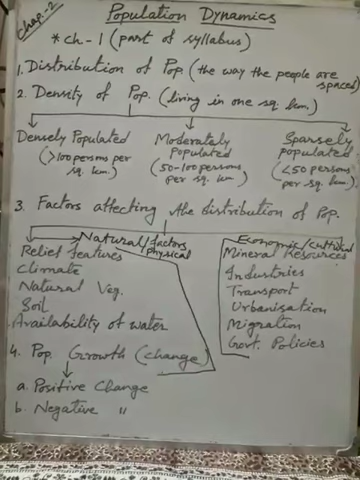 Chap.-2
Population Dynamics
* Ch-1 (part of syllabus)
1. Distribution of Pop (the way the people are spaced)
2. Density of Pop. (living in one sq. km.)
Densely Populated
(>100 persons per sq. km.)
Moderately Populated
(50-100 persons per sq. km.)
Sparsely populated
(<50 persons per sq. km.)
3. Factors affecting the distribution of Pop.
Natural/physical factors
Relief features
Climate
Natural Veg.
Soil
Availability of water
Economic/cultural
Mineral Resources
Industries
Transport
Urbanisation
Migration
Govt. Policies
4. Pop. Growth (change)
a. Positive Change
b. Negative "